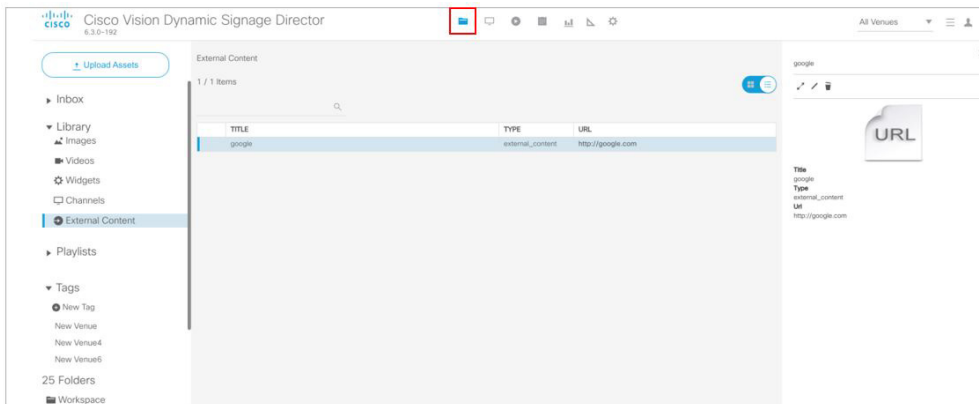 CISCO Cisco Vision Dynamic Signage Director
6.3.0-192
All Venues
Upload Assets
Inbox
Library
Images
Videos
Widgets
Channels
External Content
Playlists
Tags
New Tag
New Venue
New Venue4
New Venue6
25 Folders
Workspace
External Content
1 / 1 Items
TITLE TYPE URL
google external_content http://google.com
google
URL
Title
google
Type
external_content
Url
http://google.com